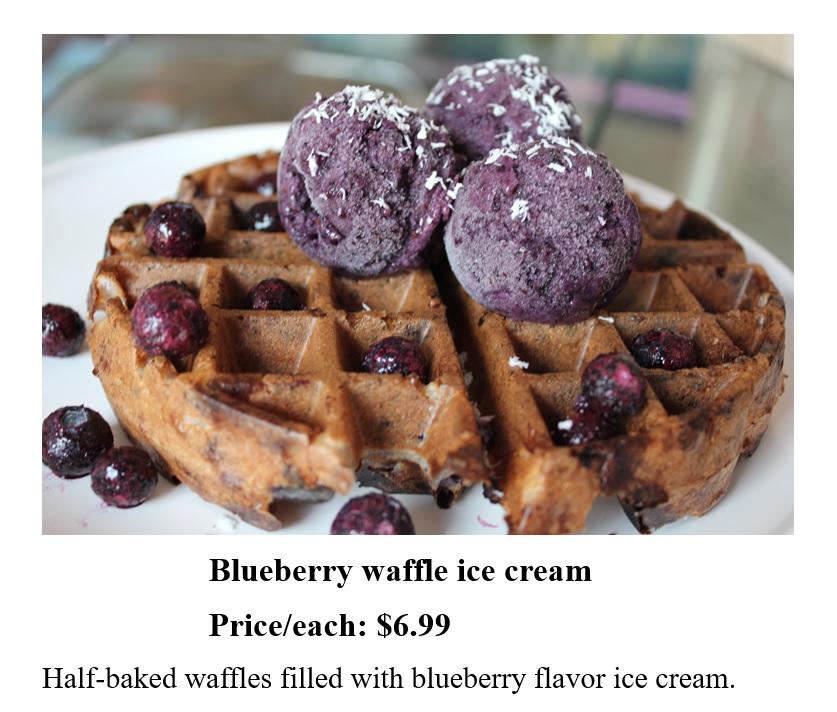 Blueberry waffle ice cream
Price/each: $6.99
Half-baked waffles filled with blueberry flavor ice cream.